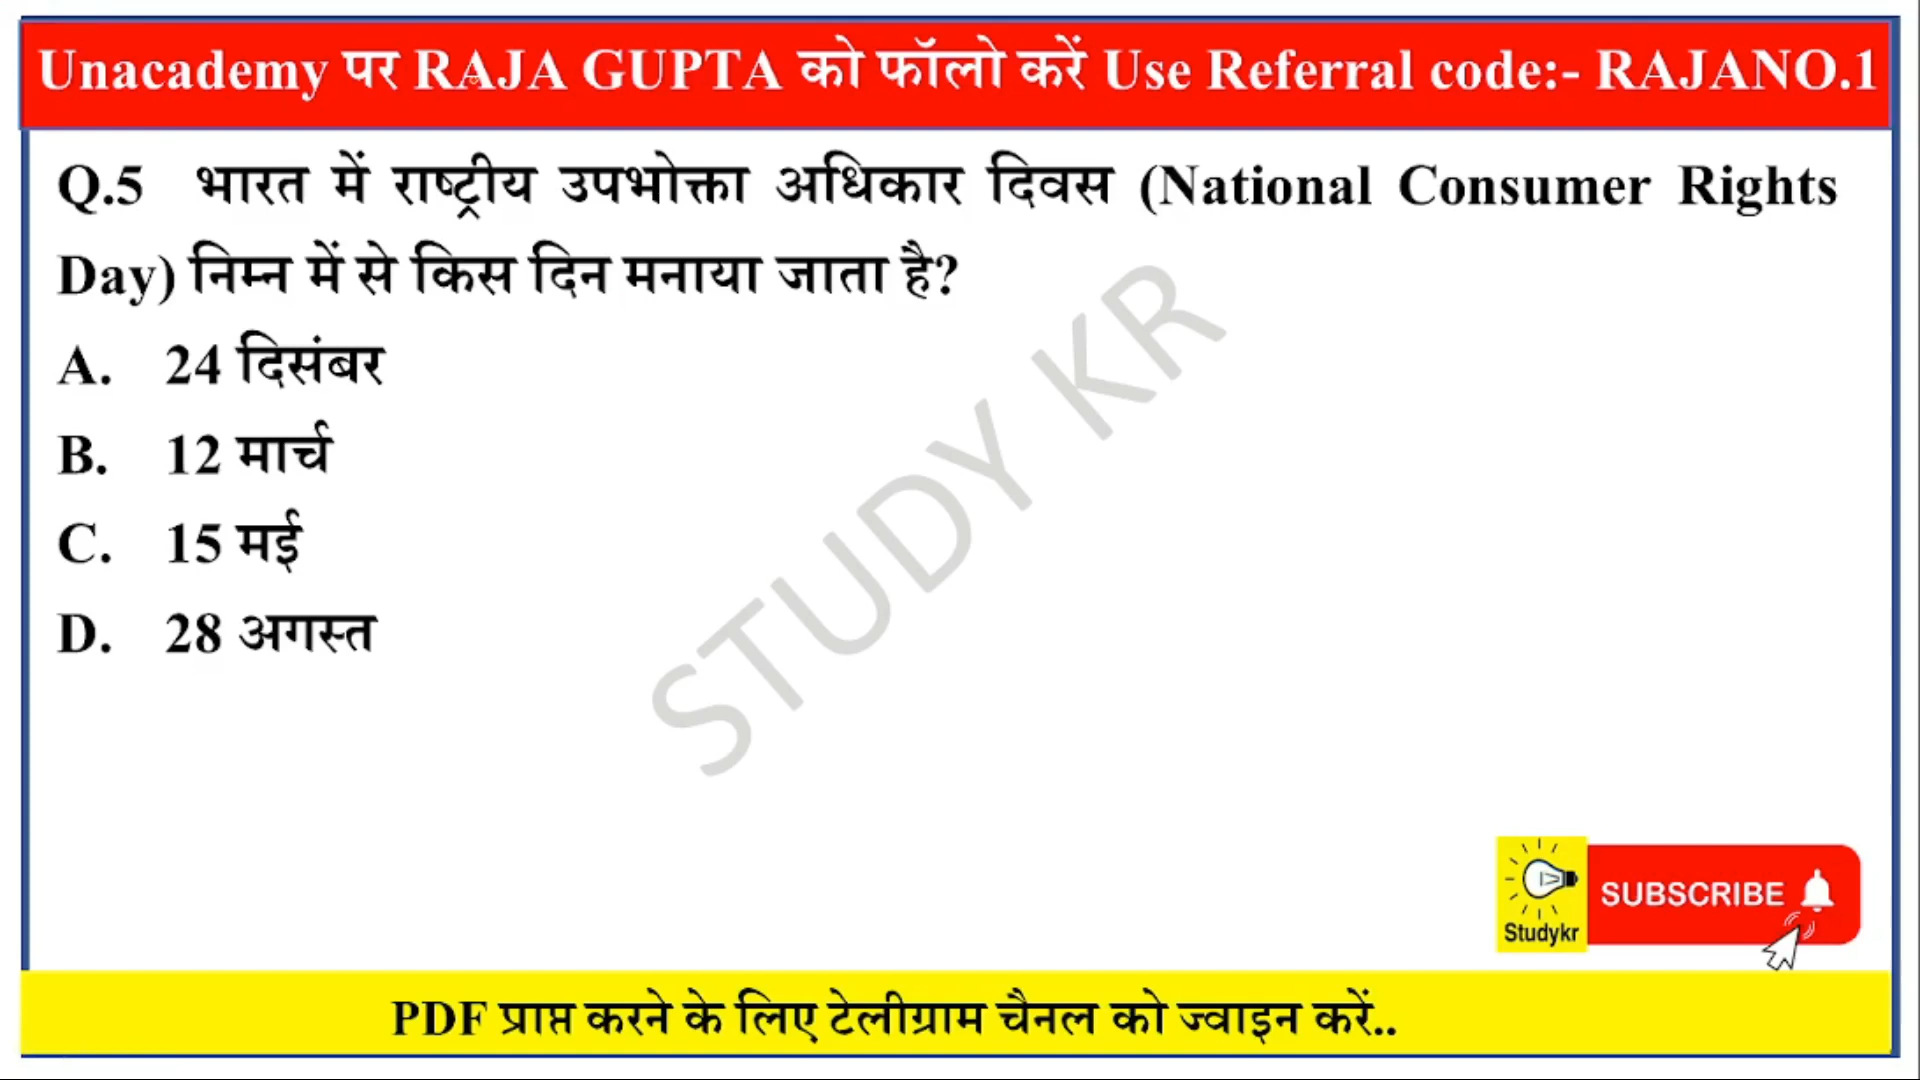 Unacademy पर RAJA GUPTA को फॉलो करें Use Referral code:- RAJANO.1
Q.5 भारत में राष्ट्रीय उपभोक्ता अधिकार दिवस (National Consumer Rights
Day) निम्न में से किस दिन मनाया जाता है?
A. 24 दिसंबर
B. 12 मार्च
C. 15 मई
D. 28 अगस्त
STUDY KR
SUBSCRIBE
Studykr
PDF प्राप्त करने के लिए टेलीग्राम चैनल को ज्वाइन करें..